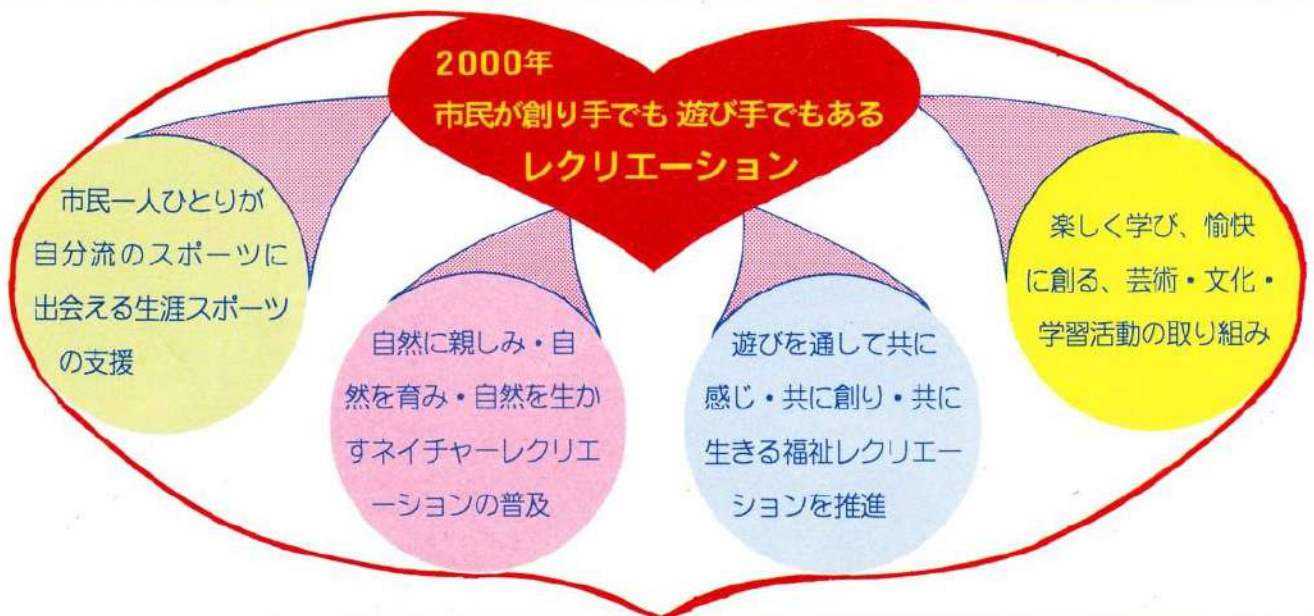 2000年
市民が創り手でも 遊び手でもある
レクリエーション
市民一人ひとりが
自分流のスポーツに
出会える生涯スポーツ
の支援
自然に親しみ・自
然を育み・自然を生か
すネイチャーレクリエ
ーションの普及
遊びを通して共に
感じ・共に創り・共に
生きる福祉レクリエー
ションを推進
楽しく学び、愉快
に創る、芸術・文化・
学習活動の取り組み